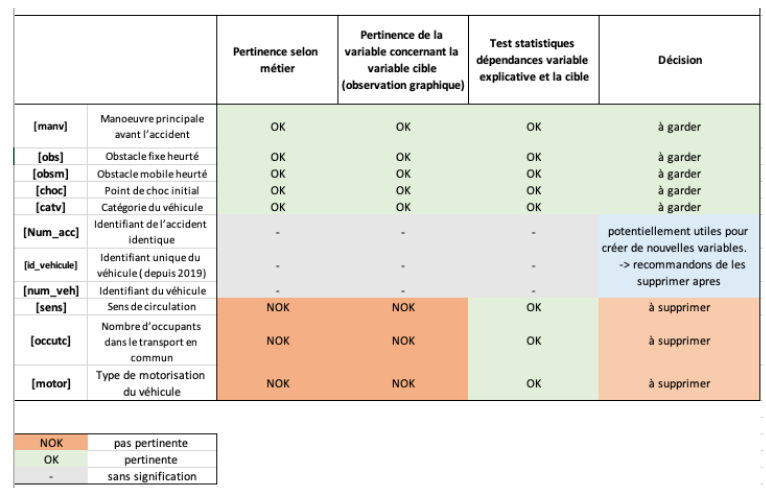 Pertinence selon métier
Pertinence de la variable concernant la variable cible (observation graphique)
Test statistiques dépendances variable explicative et la cible
Décision
[manv] Manoeuvre principale avant l'accident OK OK OK à garder
[obs] Obstacle fixe heurté OK OK OK à garder
[obsm] Obstacle mobile heurté OK OK OK à garder
[choc] Point de choc initial OK OK OK à garder
[catv] Catégorie du véhicule OK OK OK à garder
[Num_acc] Identifiant de l'accident identique - - -
[id_vehicule] Identifiant unique du véhicule ( depuis 2019) - - -
[num_veh] Identifiant du véhicule - - -
potentiellement utiles pour créer de nouvelles variables.
-> recommandons de les supprimer apres
[sens] Sens de circulation NOK NOK OK à supprimer
[occutc] Nombre d'occupants dans le transport en commun NOK NOK OK à supprimer
[motor] Type de motorisation du véhicule NOK NOK OK à supprimer
NOK pas pertinente
OK pertinente
- sans signification